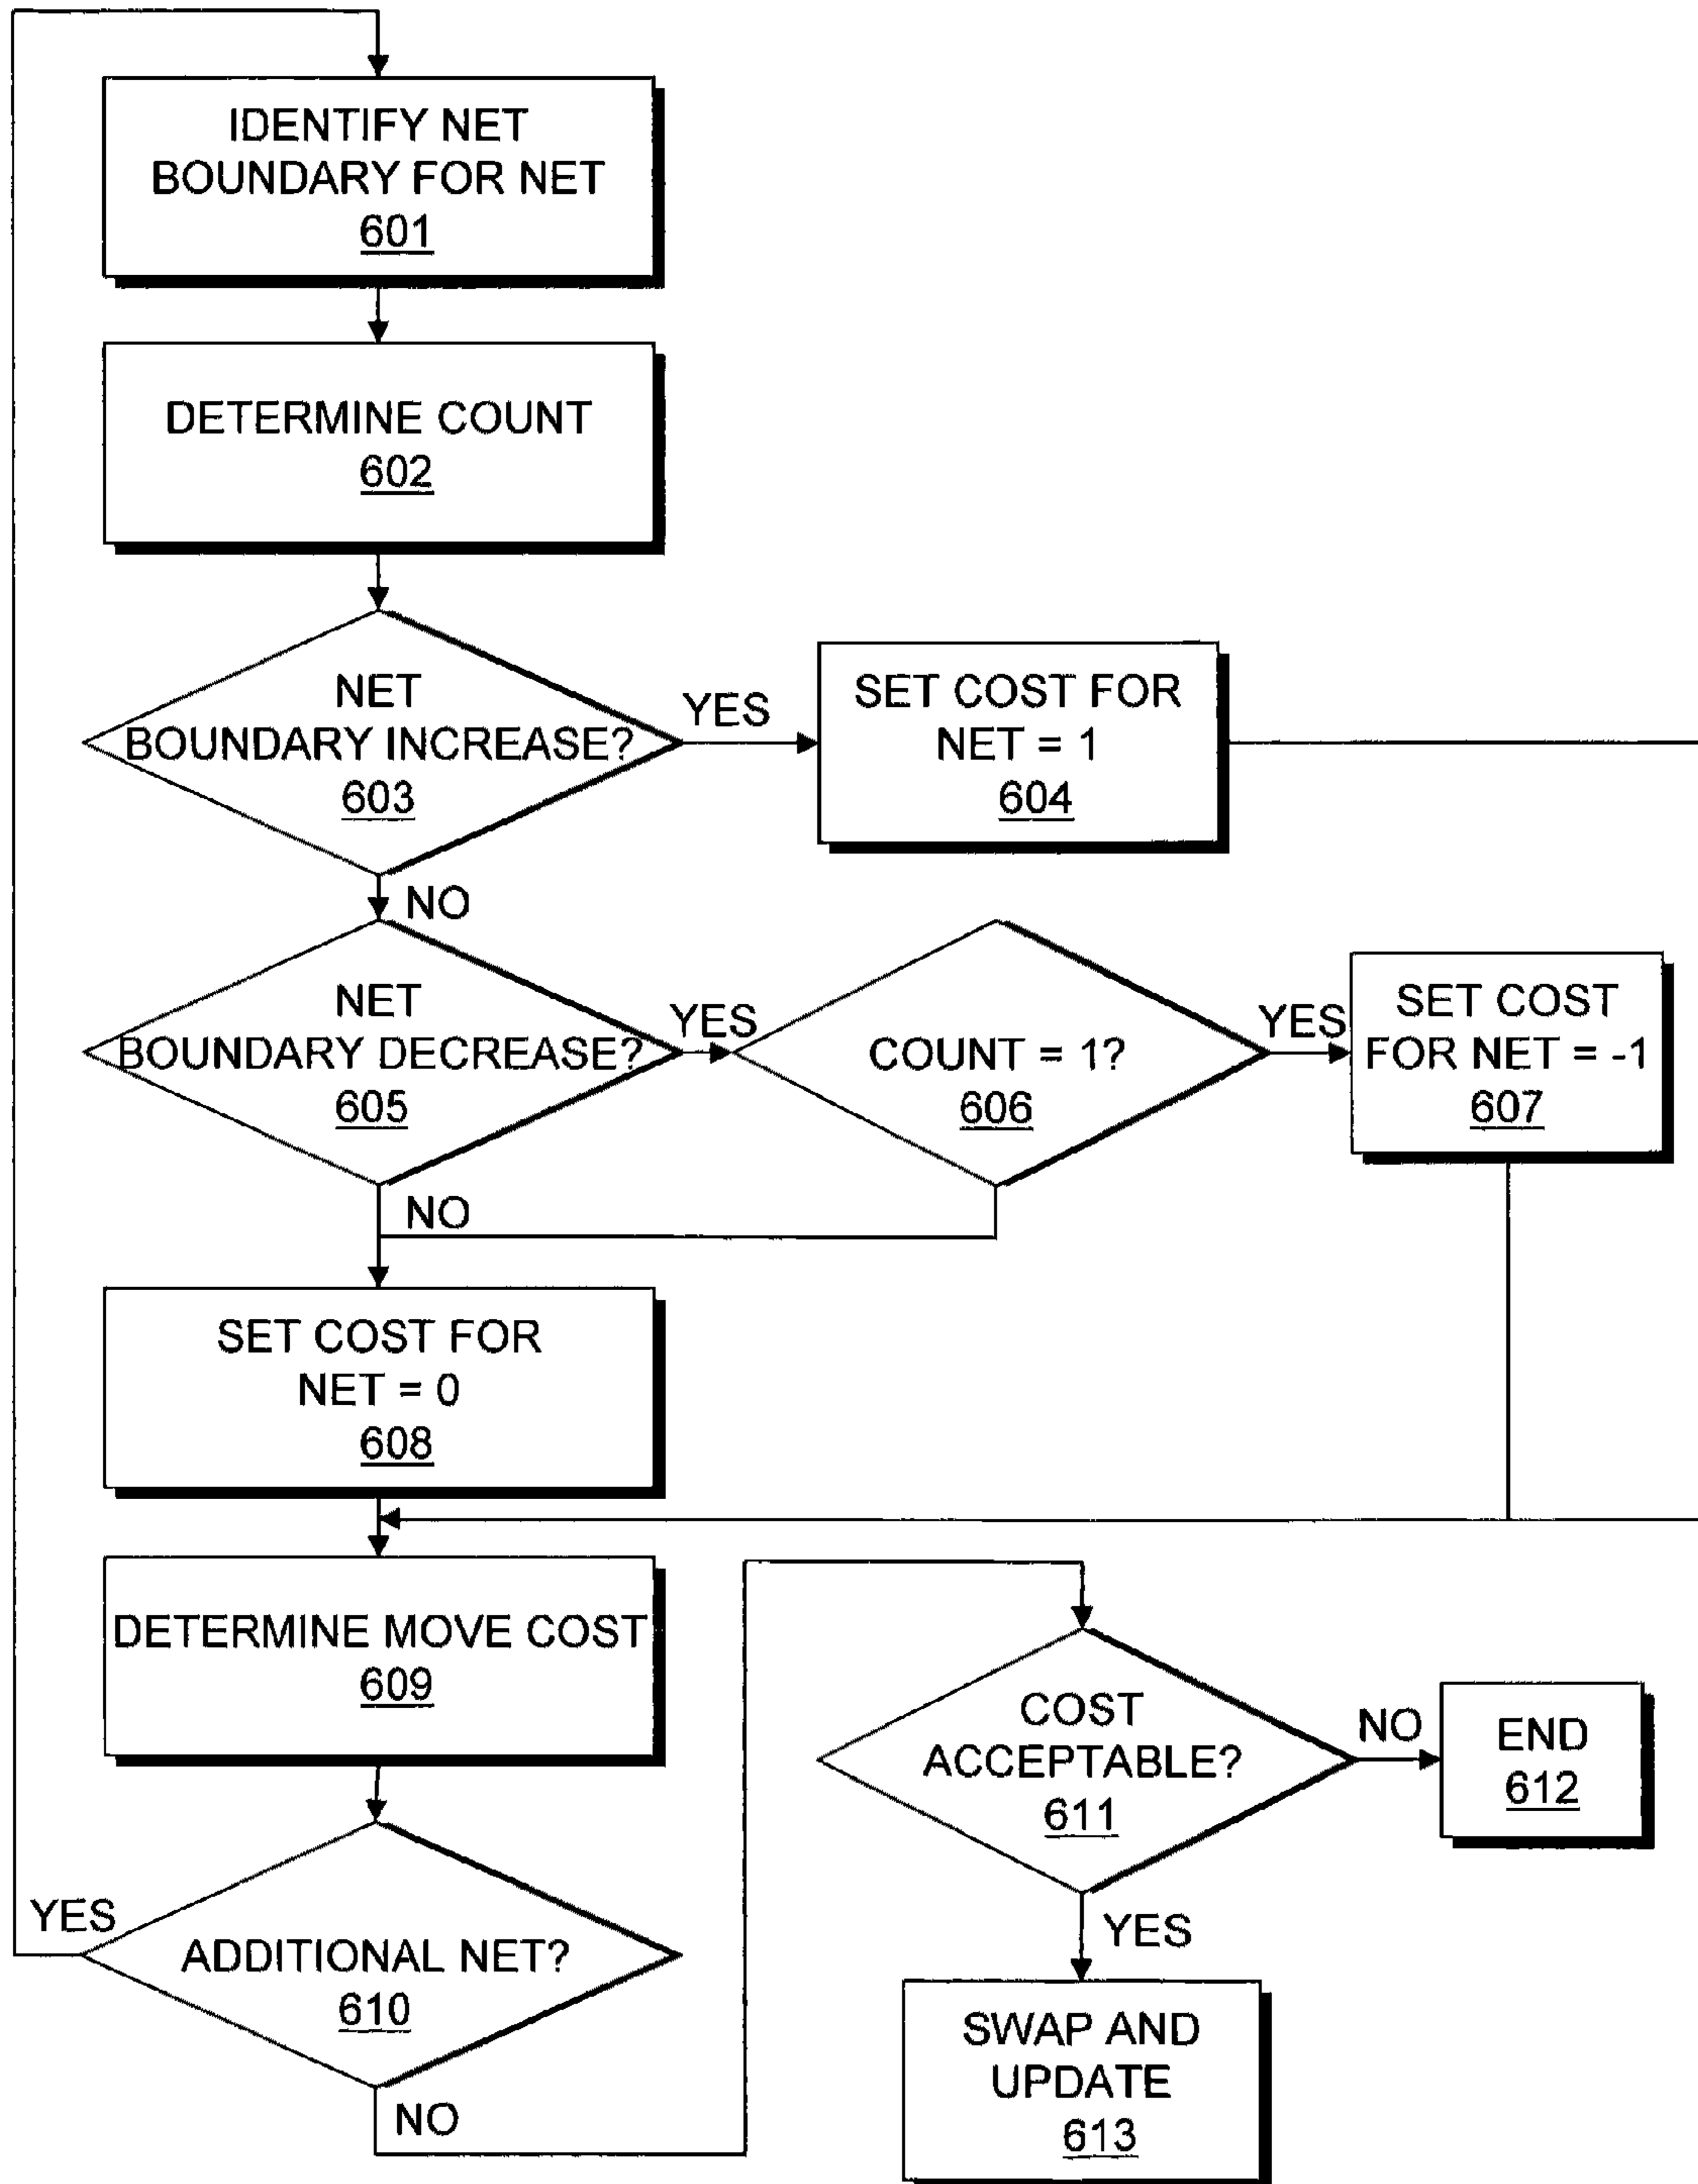 IDENTIFY NET
BOUNDARY FOR NET
601
DETERMINE COUNT
602
NET
BOUNDARY INCREASE?
603
YES
SET COST FOR
NET = 1
604
NO
NET
BOUNDARY DECREASE?
605
YES
COUNT = 1?
606
YES
SET COST
FOR NET = -1
607
NO
SET COST FOR
NET = 0
608
DETERMINE MOVE COST
609
ADDITIONAL NET?
610
YES
NO
COST
ACCEPTABLE?
611
NO
END
612
YES
SWAP AND
UPDATE
613